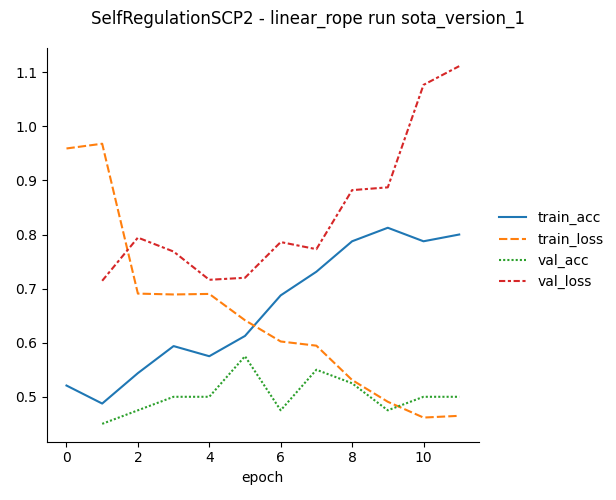 SelfRegulationSCP2 - linear_rope run sota_version_1
1.1
1.0
0.9
0.8
0.7
0.6
0.5
0 2 4 6 8 10
epoch
train_acc
train_loss
val_acc
val_loss